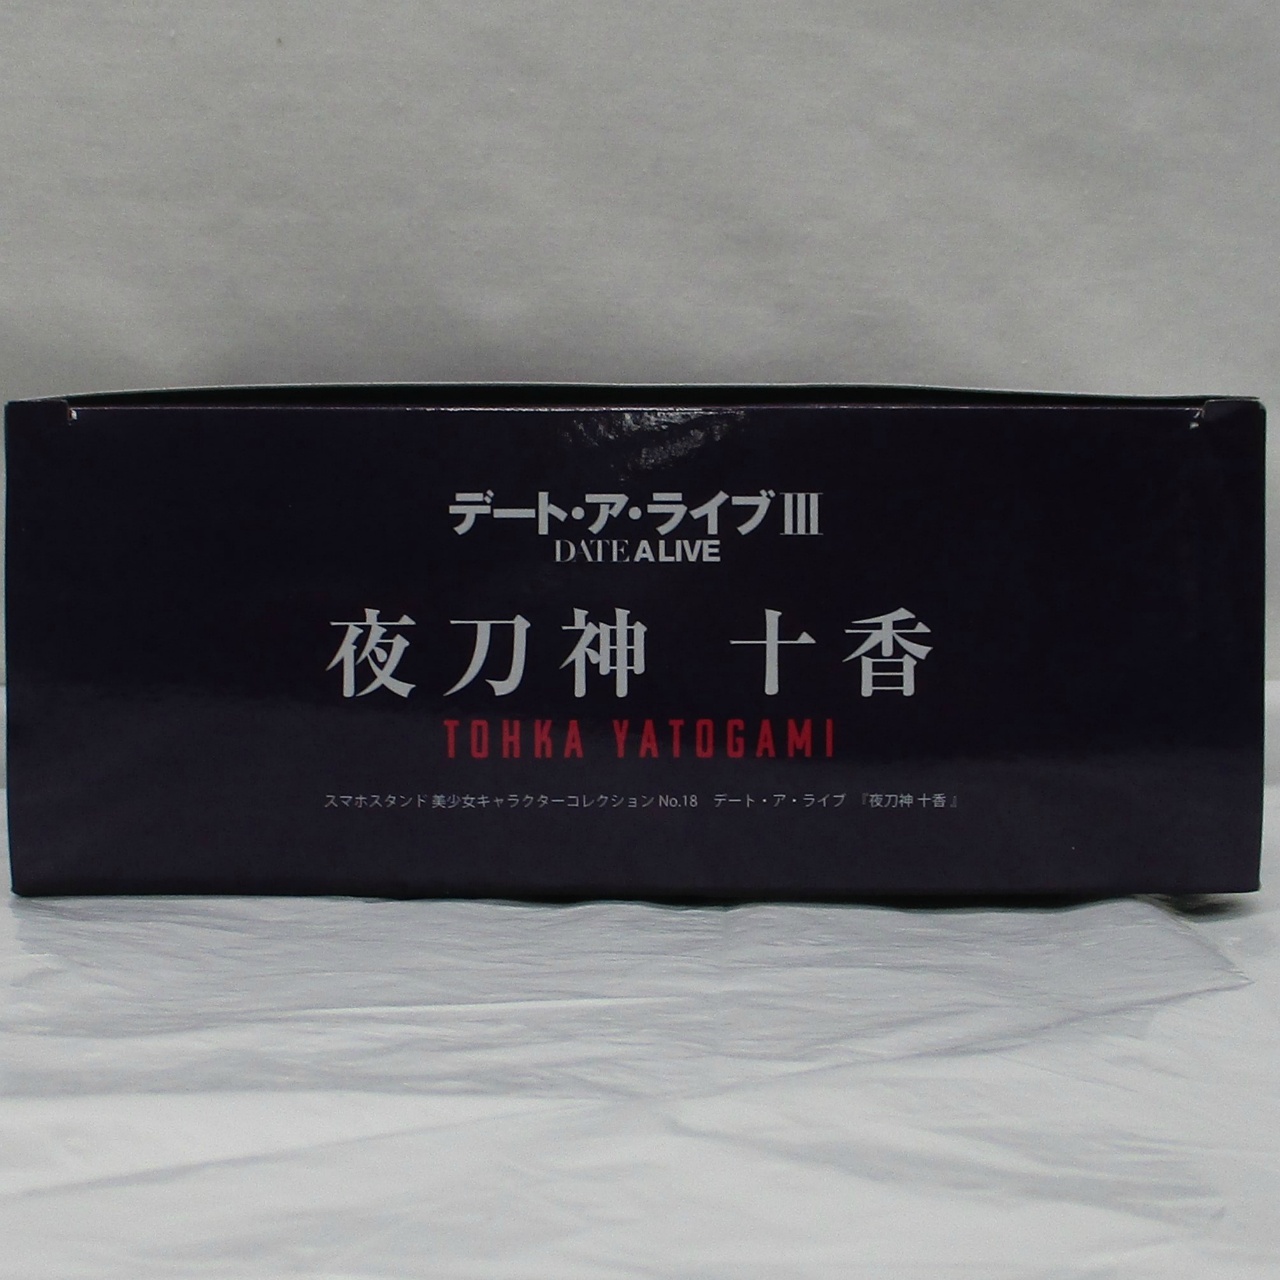 デート・ア・ライブⅢ
DATE A LIVE
夜刀神 十香
TOHKA YATOGAMI
スマホスタンド 美少女キャラクターコレクション No.18　デート・ア・ライブ　『夜刀神 十香 』